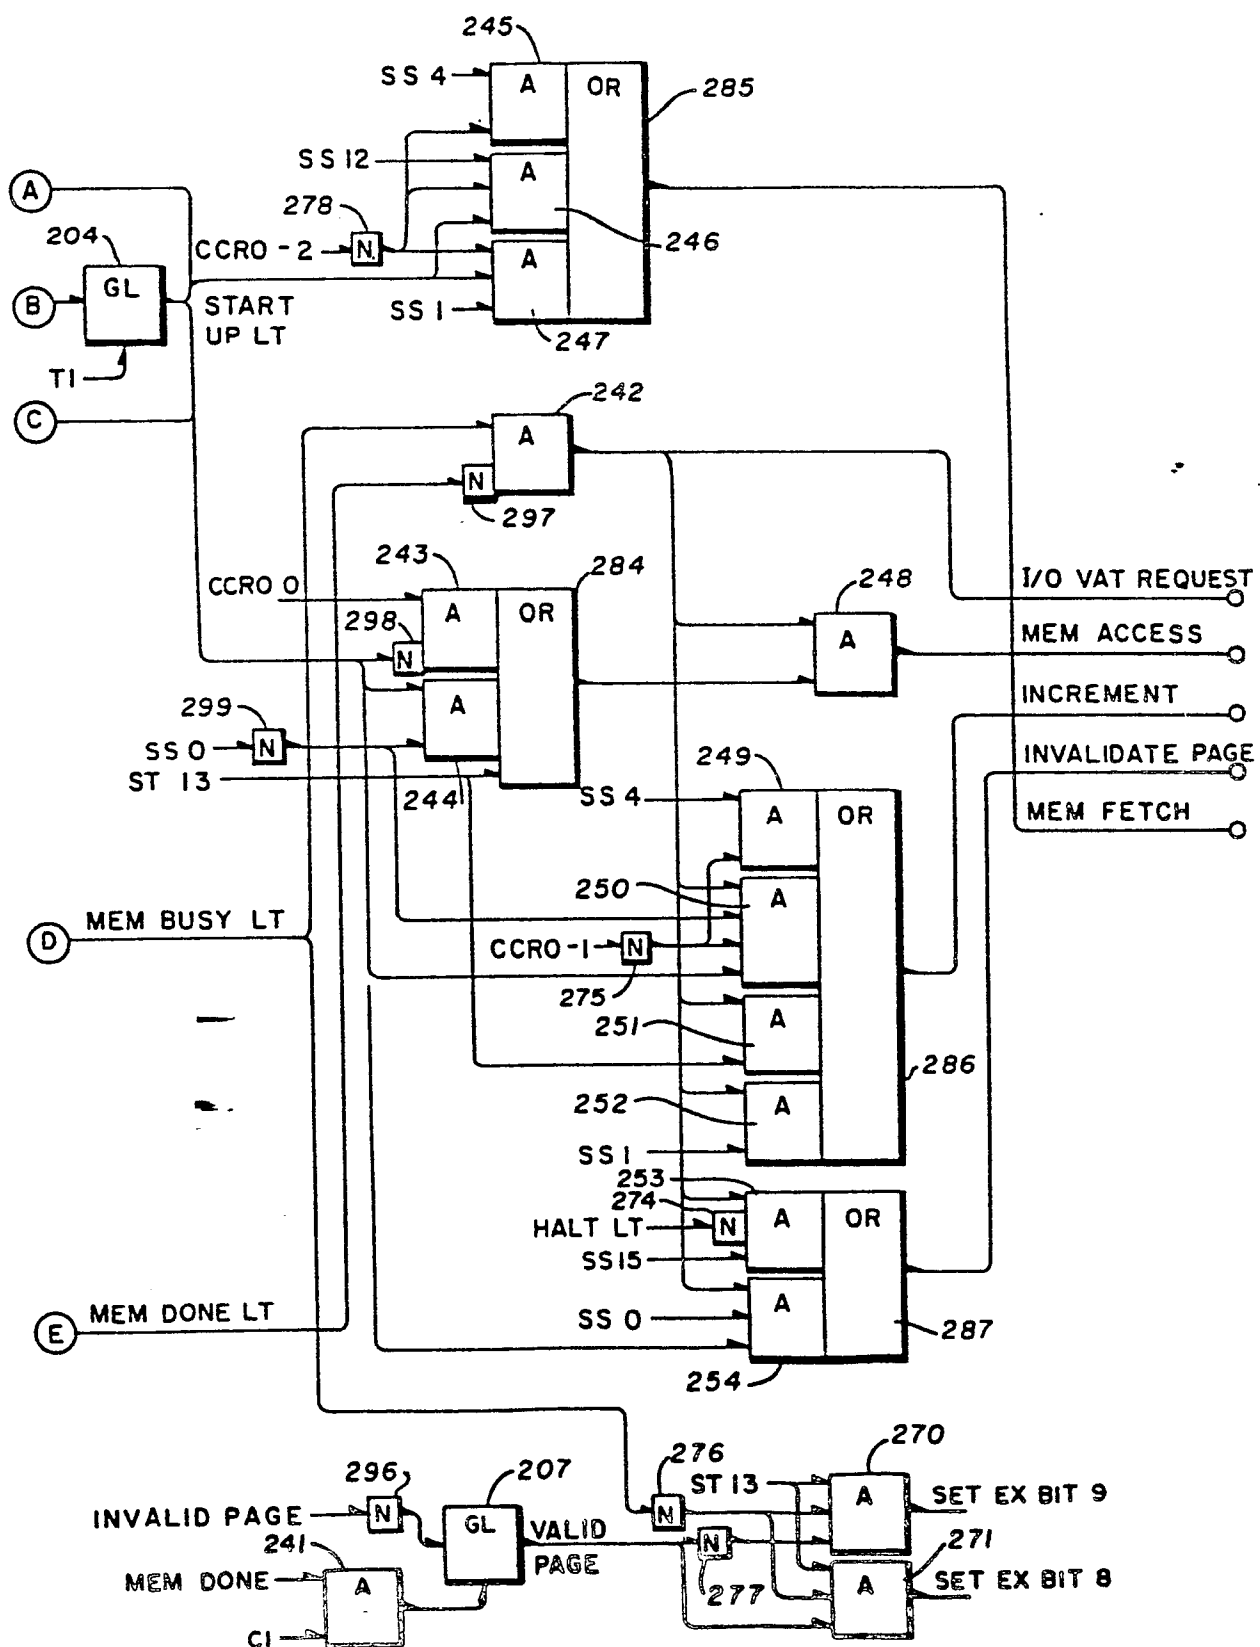 245
SS 4
A
OR
285
SS 12
A
A
278
204
CCRO -2
N
246
A
B
GL
START
UP LT
SS 1
247
T1
C
242
A
N
297
243
284
CCRO 0
A
OR
248
I/O VAT REQUEST
298
N
A
MEM ACCESS
299
A
INCREMENT
SS 0
N
ST 13
244
249
INVALIDATE PAGE
SS 4
A
OR
MEM FETCH
250
A
D
MEM BUSY LT
CCRO -1
N
275
A
251
286
252
A
SS 1
253
274
HALT LT
N
A
OR
SS15
E
MEM DONE LT
A
SS 0
287
254
296
207
276
270
ST 13
A
SET EX BIT 9
INVALID PAGE
N
GL
VALID
PAGE
N
N
241
271
MEM DONE
A
277
A
SET EX BIT 8
C1